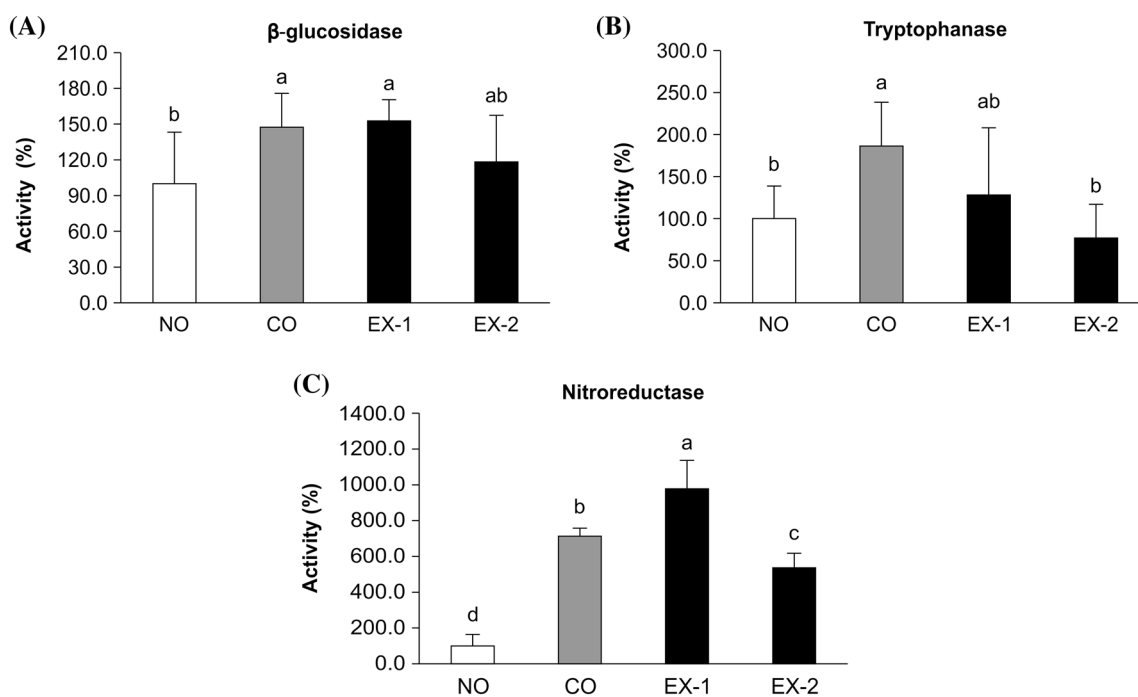 (A)
β-glucosidase
Activity (%)
210.0
180.0
150.0
120.0
90.0
60.0
30.0
0.0
b
a
a
ab
NO CO EX-1 EX-2
(B)
Tryptophanase
Activity (%)
300.0
250.0
200.0
150.0
100.0
50.0
0.0
b
a
ab
b
NO CO EX-1 EX-2
(C)
Nitroreductase
Activity (%)
1400.0
1200.0
1000.0
800.0
600.0
400.0
200.0
0.0
d
b
a
c
NO CO EX-1 EX-2